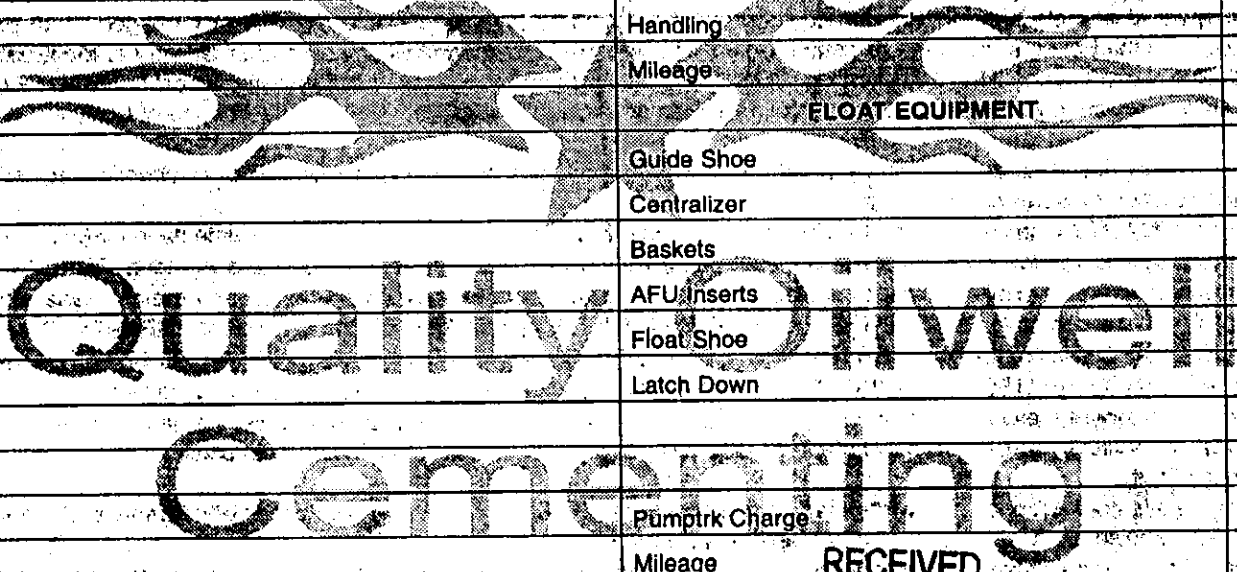 Handling
Mileage
FLOAT EQUIPMENT
Guide Shoe
Centralizer
Baskets
AFU Inserts
Float Shoe
Latch Down
Quality Oilwell
Cementing
Pumptrk Charge
Mileage
RECEIVED